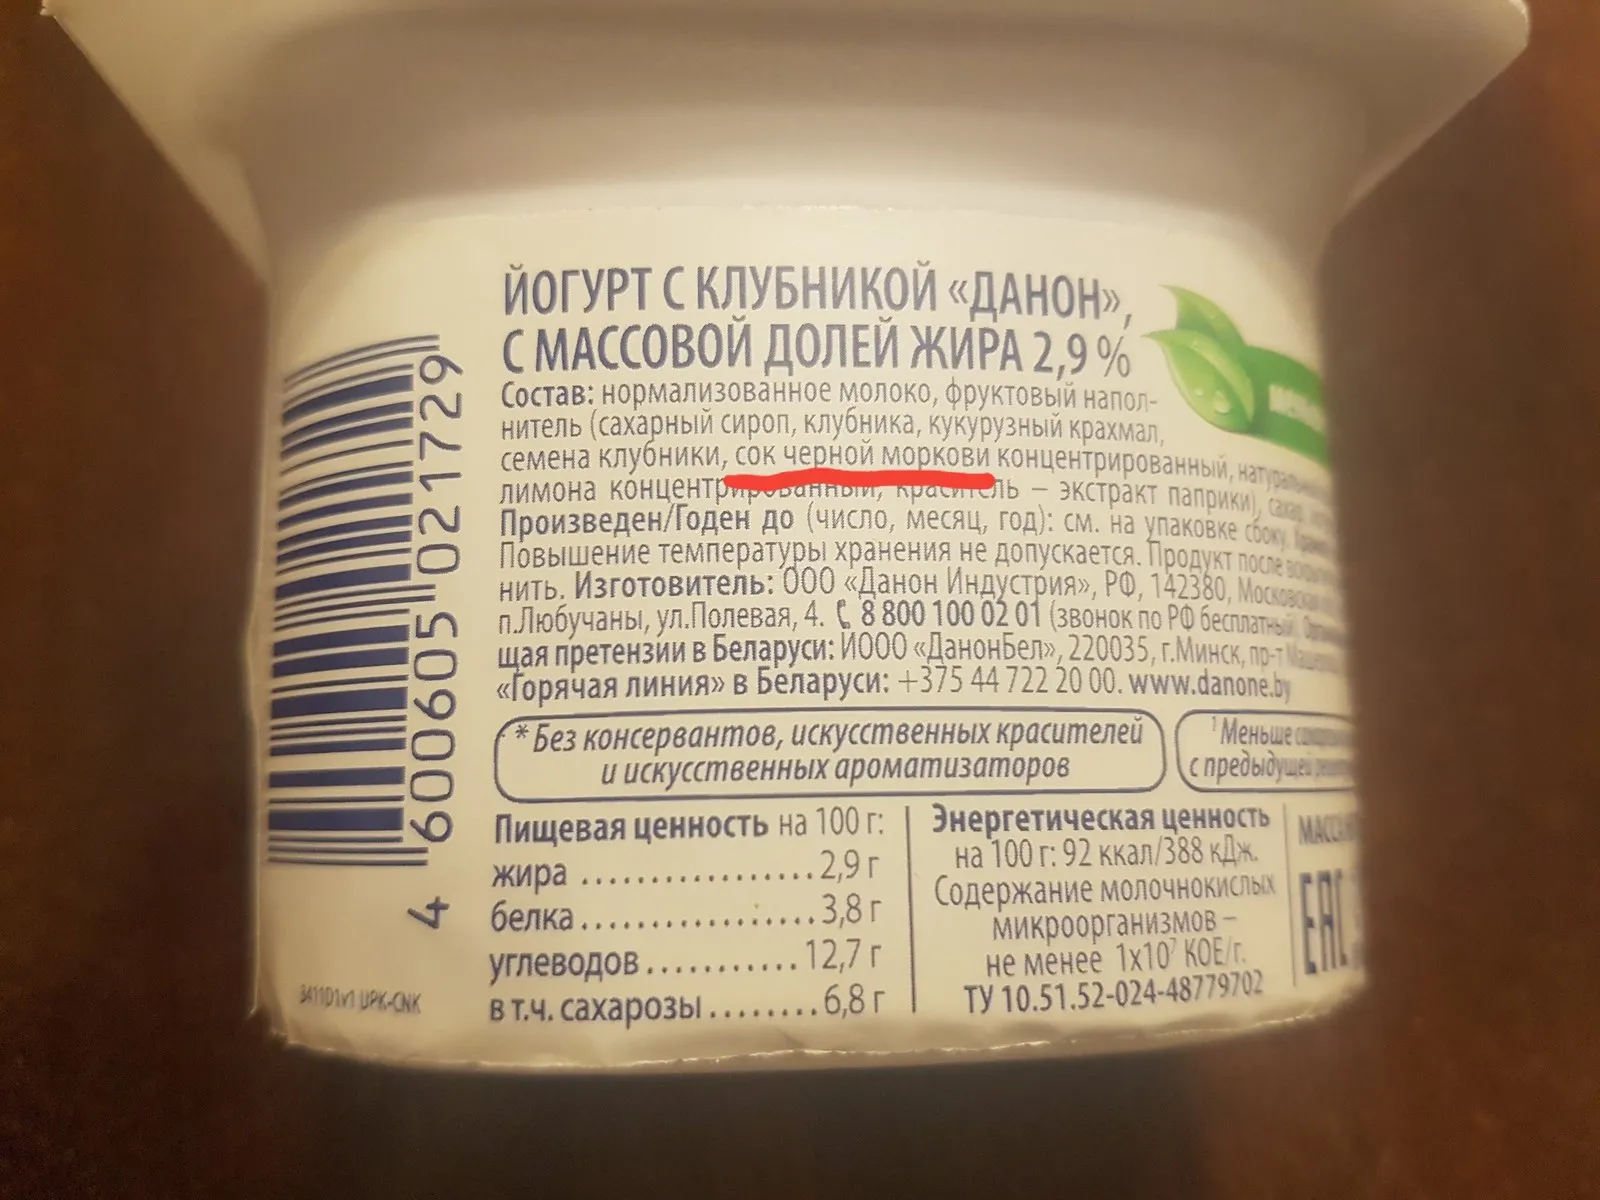 ЙОГУРТ С КЛУБНИКОЙ «ДАНОН»,
С МАССОВОЙ ДОЛЕЙ ЖИРА 2,9 %
Состав: нормализованное молоко, фруктовый напол-
нитель (сахарный сироп, клубника, кукурузный крахмал,
семена клубники, сок черной моркови концентрированный,
лимона концентрированный, краситель – экстракт паприки), сахар
Произведен/Годен до (число, месяц, год): см. на упаковке сбоку.
Повышение температуры хранения не допускается. Продукт после
нить. Изготовитель: ООО «Данон Индустрия», РФ, 142380,
п.Любучаны, ул.Полевая, 4. 8 800 100 02 01 (звонок по РФ бесплатный)
щая претензии в Беларуси: ИООО «ДанонБел», 220035, г.Минск, пр-т
«Горячая линия» в Беларуси: +375 44 722 20 00. www.danone.by
* Без консервантов, искусственных красителей
и искусственных ароматизаторов
¹ Меньше
с предыдущей
Пищевая ценность на 100 г:
жира ................ 2,9 г
белка ................ 3,8 г
углеводов ........... 12,7 г
в т.ч. сахарозы ........ 6,8 г
Энергетическая ценность
на 100 г: 92 ккал/388 кДж.
Содержание молочнокислых
микроорганизмов –
не менее 1х10⁷ КОЕ/г.
ТУ 10.51.52-024-48779702
EAC
4 600605 021729